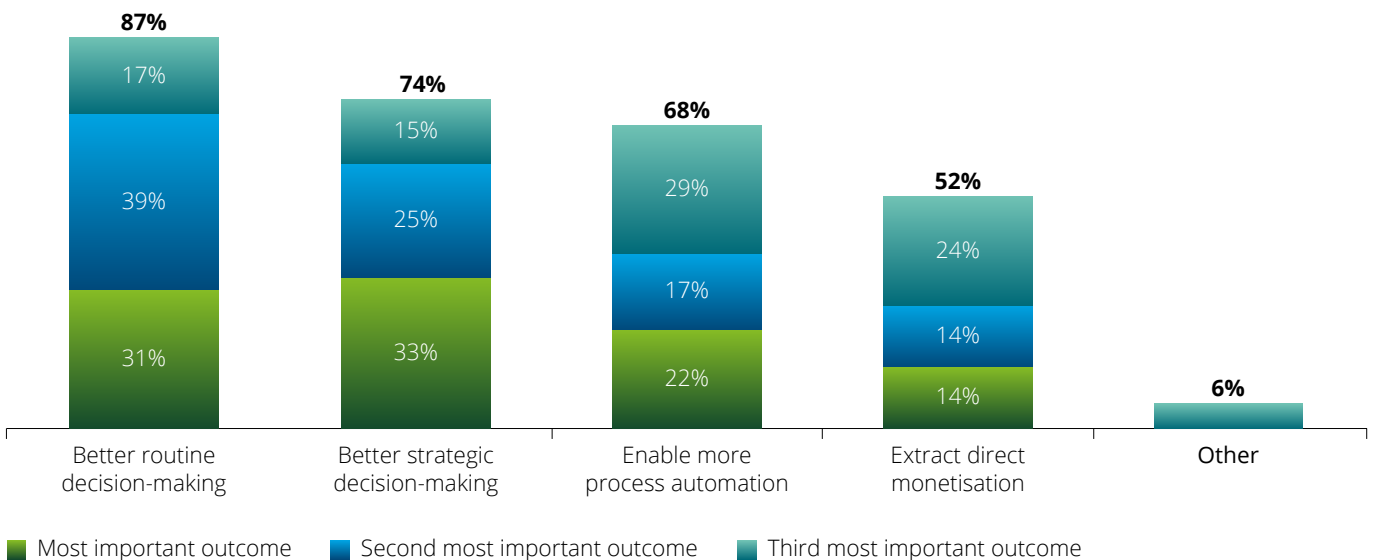 87%
17%
39%
31%
74%
15%
25%
33%
68%
29%
17%
22%
52%
24%
14%
14%
6%
Better routine
decision-making
Better strategic
decision-making
Enable more
process automation
Extract direct
monetisation
Other
Most important outcome
Second most important outcome
Third most important outcome